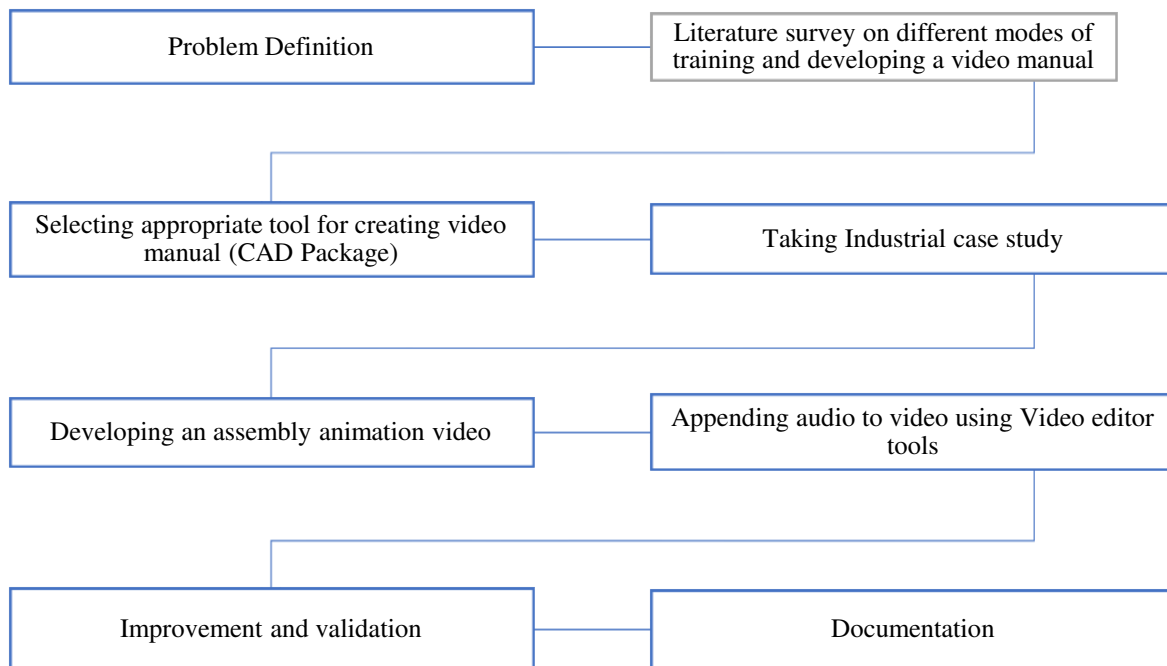 Problem Definition
Literature survey on different modes of
training and developing a video manual
Selecting appropriate tool for creating video
manual (CAD Package)
Taking Industrial case study
Developing an assembly animation video
Appending audio to video using Video editor
tools
Improvement and validation
Documentation